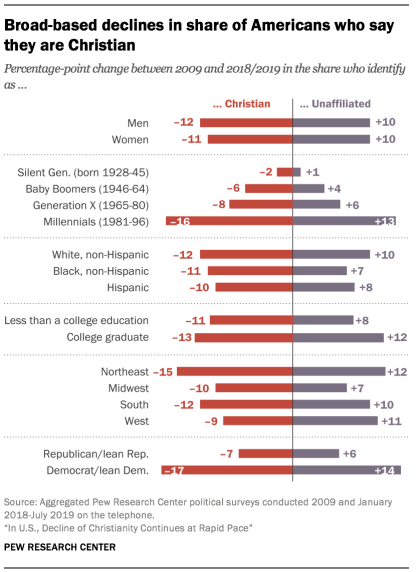 Broad-based declines in share of Americans who say
they are Christian
Percentage-point change between 2009 and 2018/2019 in the share who identify
as ...
... Christian ... Unaffiliated
Men –12 +10
Women –11 +10
Silent Gen. (born 1928-45) –2 +1
Baby Boomers (1946-64) –6 +4
Generation X (1965-80) –8 +6
Millennials (1981-96) –16 +13
White, non-Hispanic –12 +10
Black, non-Hispanic –11 +7
Hispanic –10 +8
Less than a college education –11 +8
College graduate –13 +12
Northeast –15 +12
Midwest –10 +7
South –12 +10
West –9 +11
Republican/lean Rep. –7 +6
Democrat/lean Dem. –17 +14
Source: Aggregated Pew Research Center political surveys conducted 2009 and January
2018-July 2019 on the telephone.
“In U.S., Decline of Christianity Continues at Rapid Pace”
PEW RESEARCH CENTER